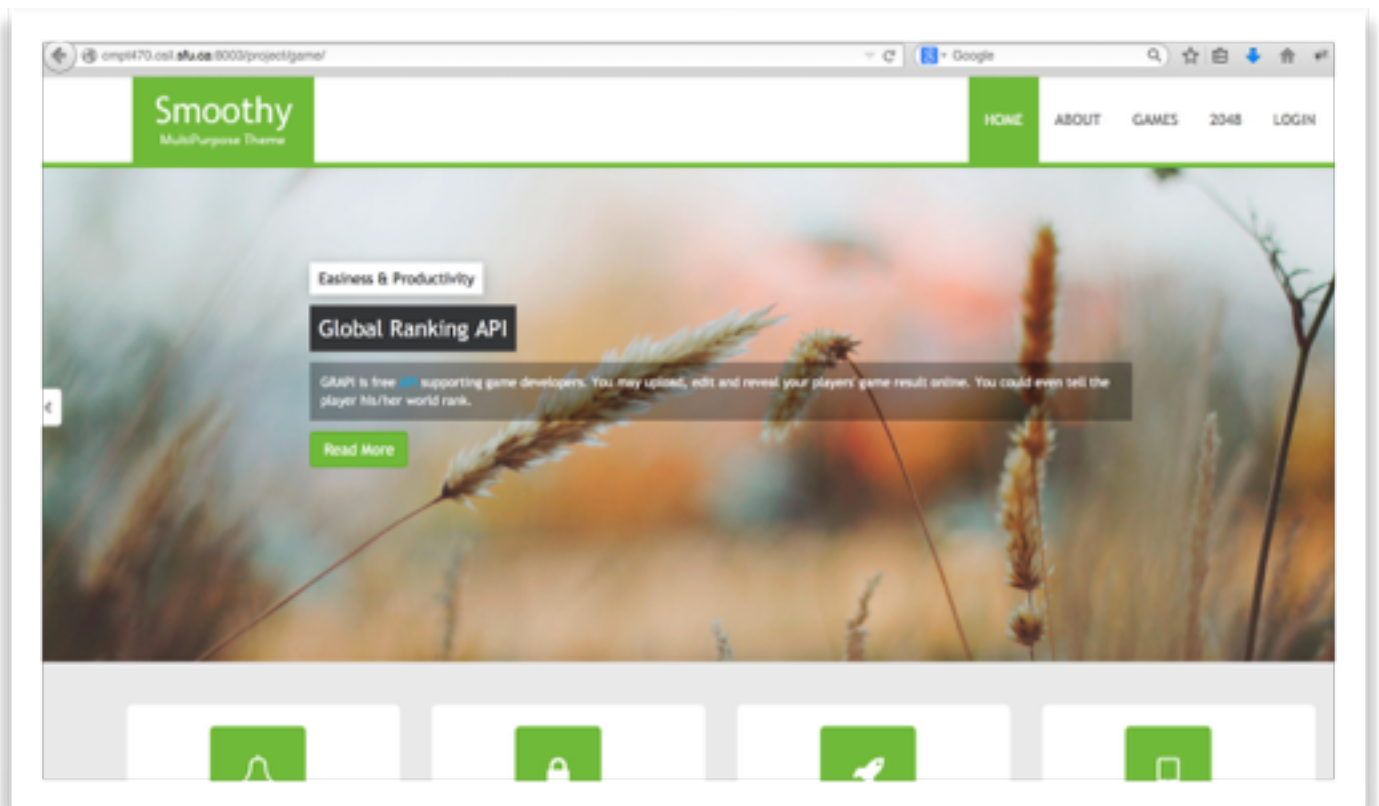 cmpt470.csil.sfu.ca:8003/project/game/
Google
Smoothy
MultiPurpose Theme
HOME ABOUT GAMES 2048 LOGIN
Easiness & Productivity
Global Ranking API
GRAPI is free API supporting game developers. You may upload, edit and reveal your players' game result online. You could even tell the
player his/her world rank.
Read More